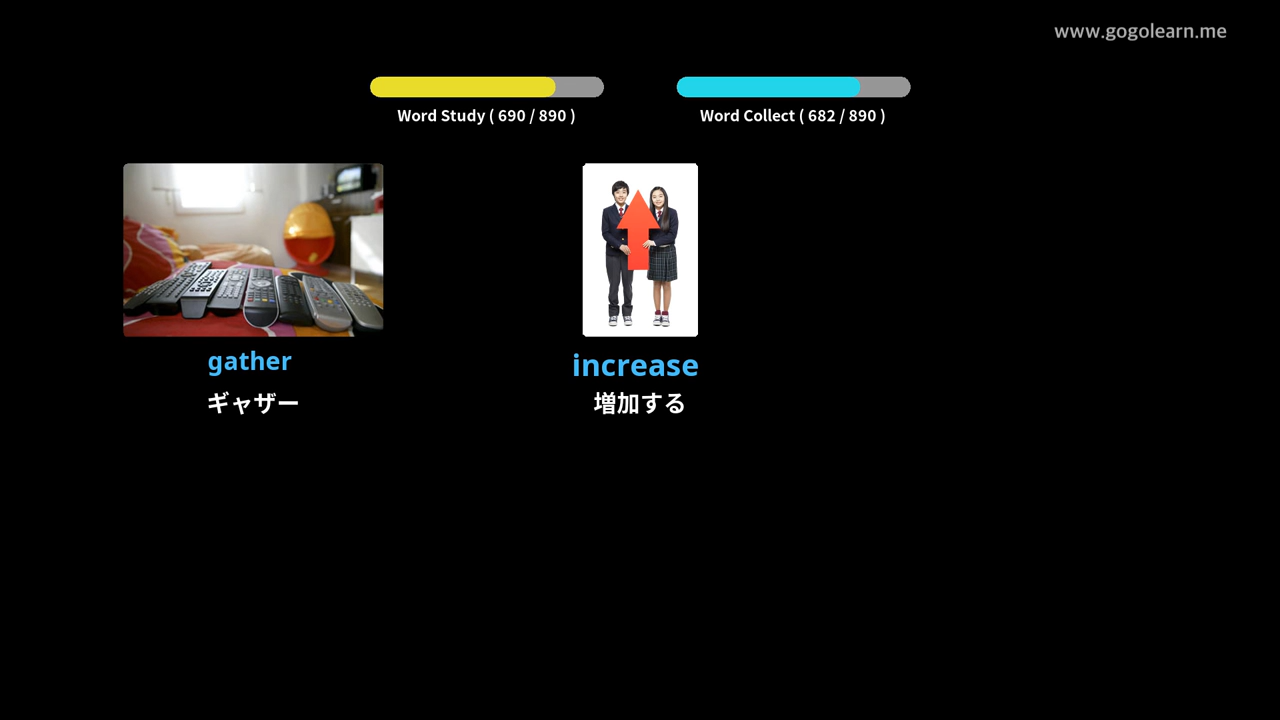 www.gogolearn.me
Word Study ( 690 / 890 )
Word Collect ( 682 / 890 )
gather
ギャザー
increase
増加する